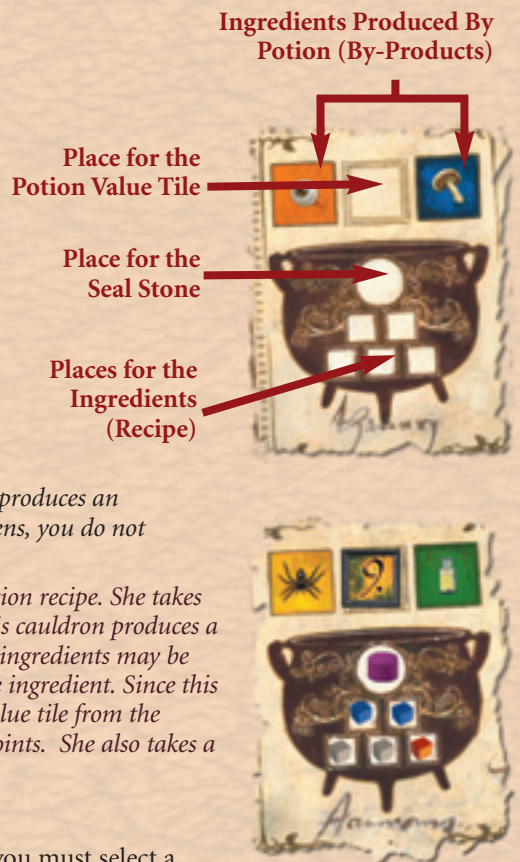 Ingredients Produced By
Potion (By-Products)
Place for the
Potion Value Tile
Place for the
Seal Stone
Places for the
Ingredients
(Recipe)
produces an
ens, you do not
ion recipe. She takes
is cauldron produces a
ingredients may be
e ingredient. Since this
lue tile from the
oints. She also takes a
you must select a
9.